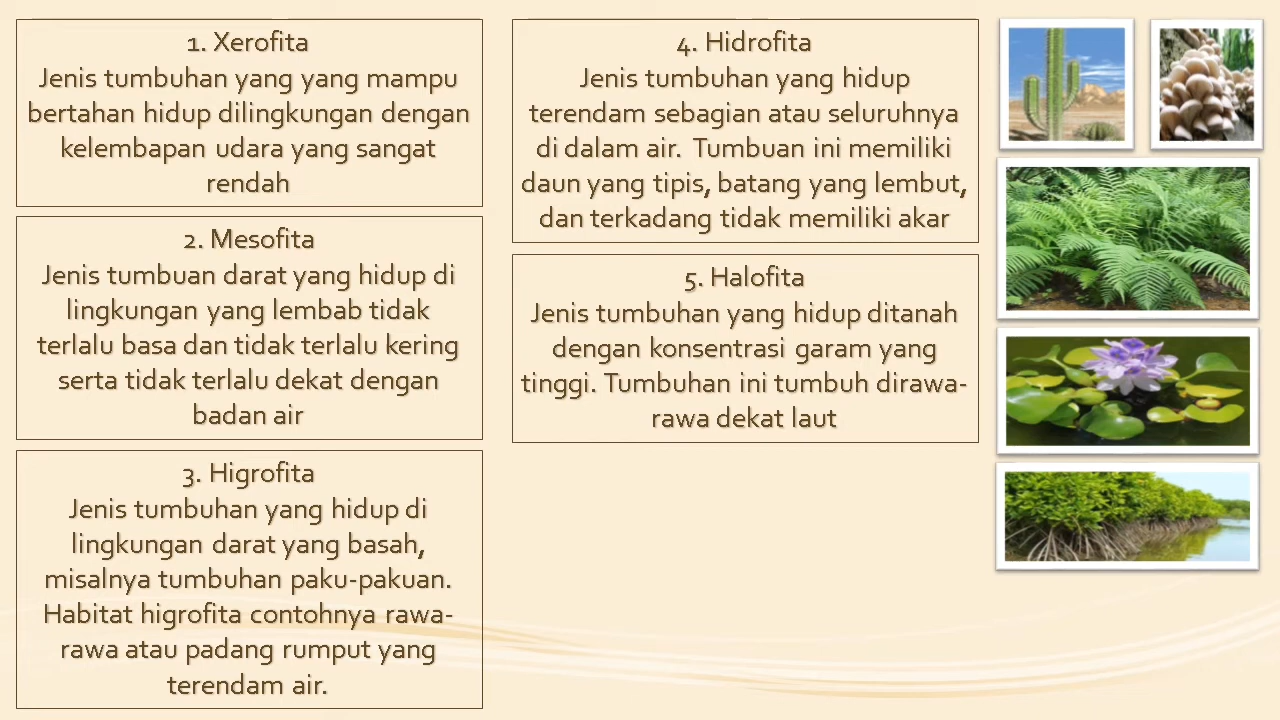 1. Xerofita
Jenis tumbuhan yang yang mampu
bertahan hidup dilingkungan dengan
kelembapan udara yang sangat
rendah
2. Mesofita
Jenis tumbuan darat yang hidup di
lingkungan yang lembab tidak
terlalu basa dan tidak terlalu kering
serta tidak terlalu dekat dengan
badan air
3. Higrofita
Jenis tumbuhan yang hidup di
lingkungan darat yang basah,
misalnya tumbuhan paku-pakuan.
Habitat higrofita contohnya rawa-
rawa atau padang rumput yang
terendam air.
4. Hidrofita
Jenis tumbuhan yang hidup
terendam sebagian atau seluruhnya
di dalam air. Tumbuan ini memiliki
daun yang tipis, batang yang lembut,
dan terkadang tidak memiliki akar
5. Halofita
Jenis tumbuhan yang hidup ditanah
dengan konsentrasi garam yang
tinggi. Tumbuhan ini tumbuh dirawa-
rawa dekat laut